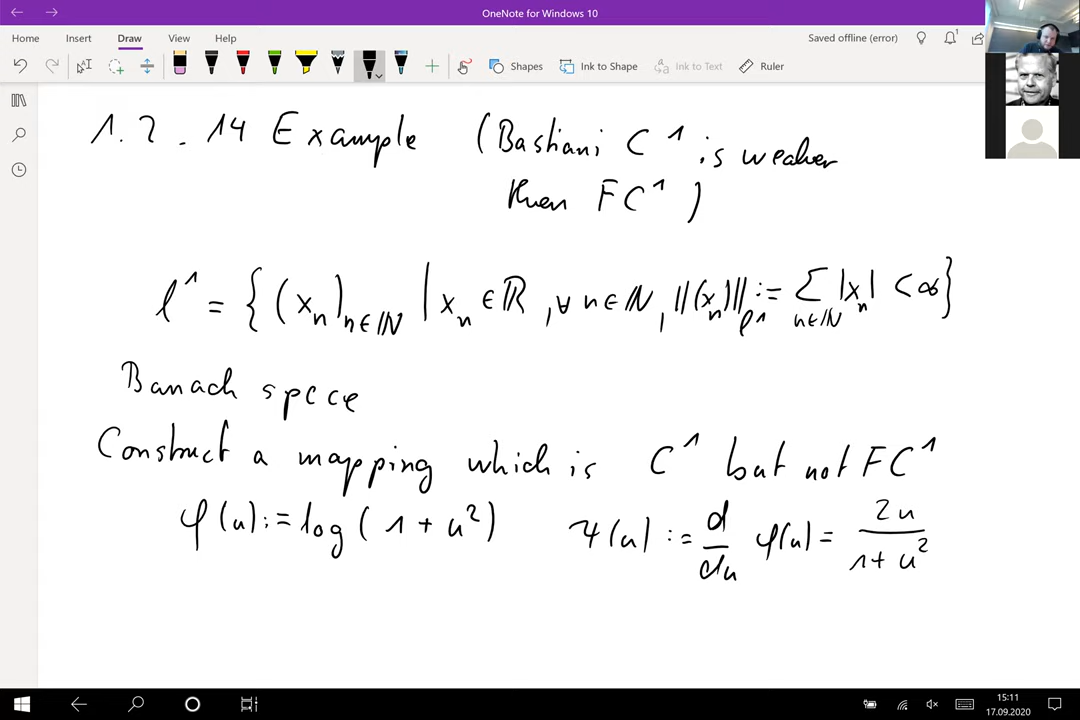 OneNote for Windows 10
Home Insert Draw View Help Saved offline (error)
Shapes Ink to Shape Ink to Text Ruler
1.2.14 Example (Bastiani C^1 is weaker
then FC^1)
ℓ^1 = {(x_n)_{n∈ℕ} | x_n ∈ ℝ, ∀ n ∈ ℕ, ||(x_n)||_{ℓ^1} := Σ_{n∈ℕ} |x_n| < ∞}
Banach space
Construct a mapping which is C^1 but not FC^1
φ(u) := log(1 + u^2) ψ(u) := d/du φ(u) = 2u/(1 + u^2)
15:11
17.09.2020